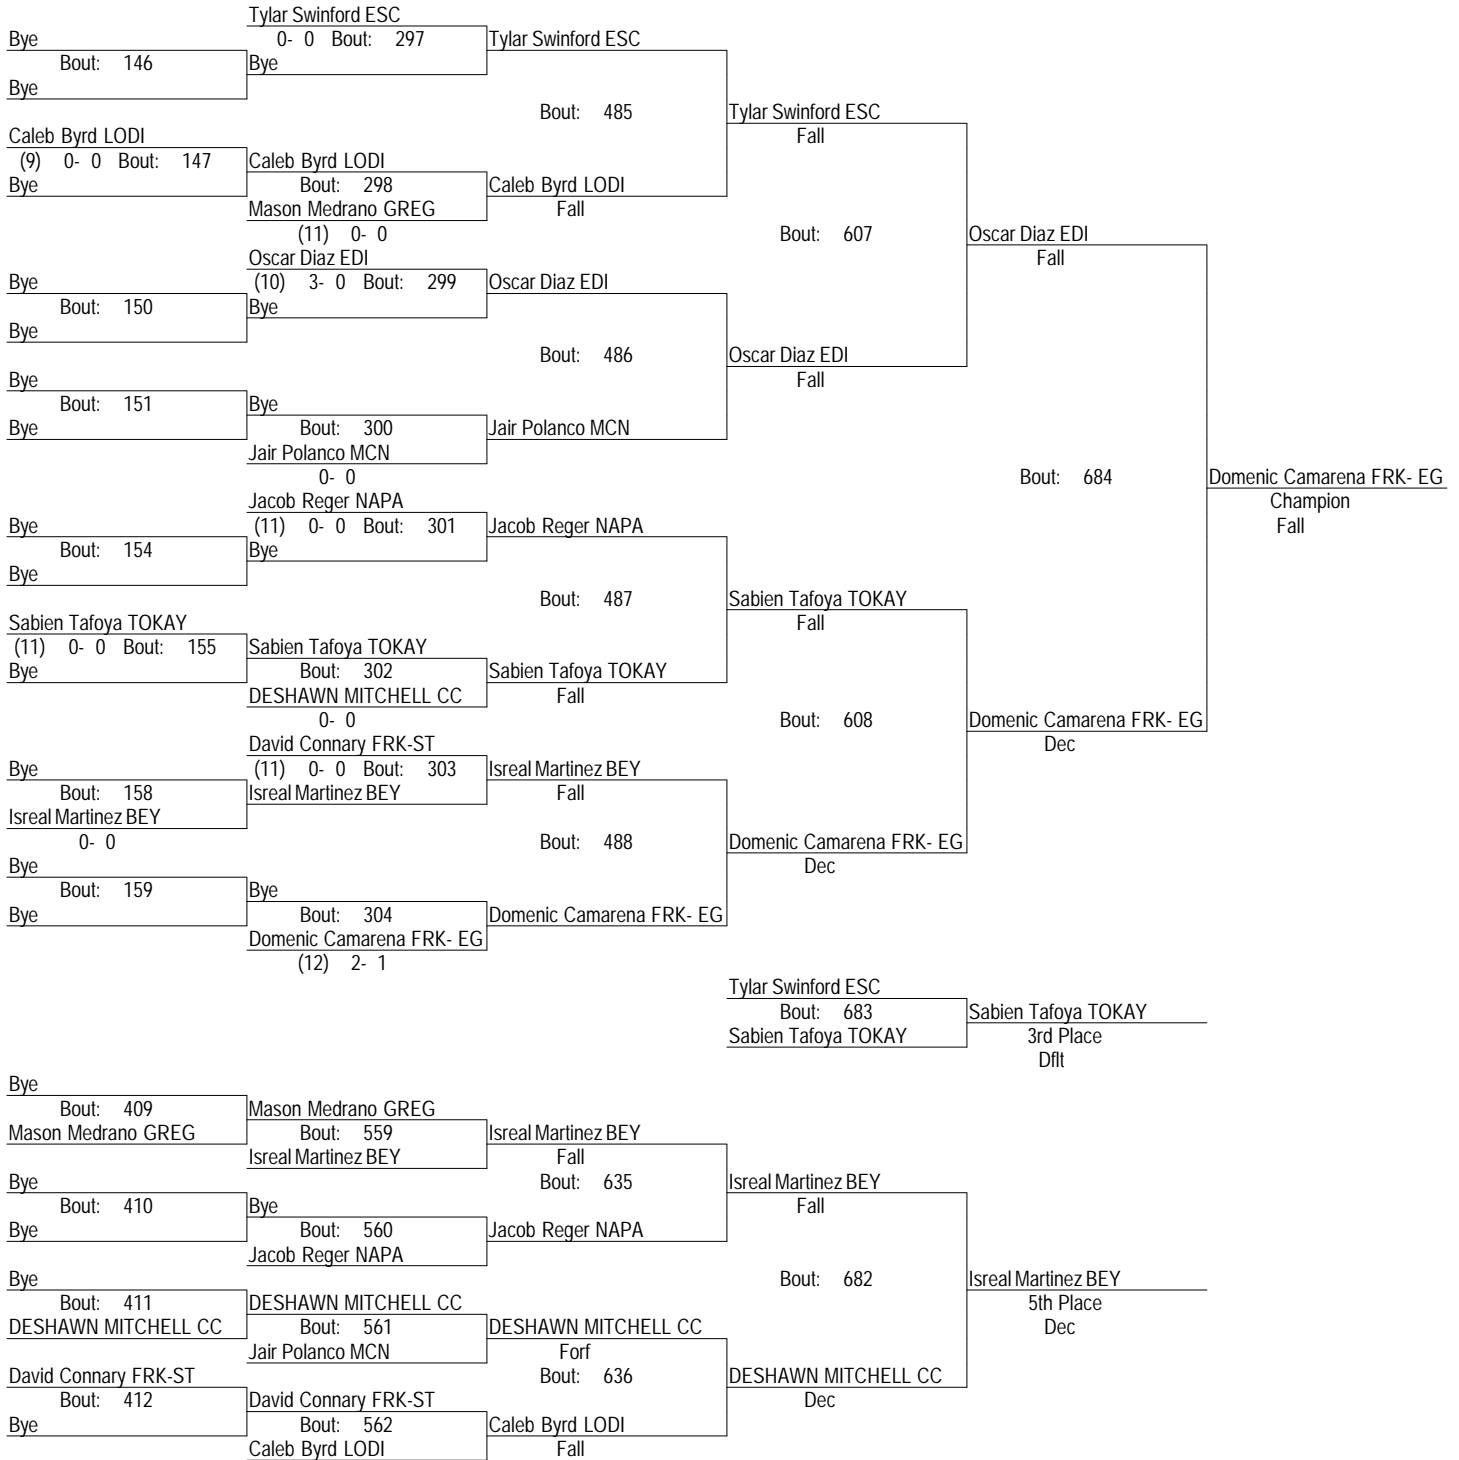 Tylar Swinford ESC
Bye 0- 0 Bout: 297 Tylar Swinford ESC
Bout: 146 Bye
Bye
Bout: 485 Tylar Swinford ESC
Caleb Byrd LODI Fall
(9) 0- 0 Bout: 147 Caleb Byrd LODI
Bye Bout: 298 Caleb Byrd LODI
Mason Medrano GREG Fall
(11) 0- 0 Bout: 607 Oscar Diaz EDI
Oscar Diaz EDI Fall
Bye (10) 3- 0 Bout: 299 Oscar Diaz EDI
Bout: 150 Bye
Bye
Bout: 486 Oscar Diaz EDI
Bye Fall
Bout: 151 Bye
Bye Bout: 300 Jair Polanco MCN
Jair Polanco MCN
0- 0 Bout: 684 Domenic Camarena FRK- EG
Jacob Reger NAPA Champion
Bye (11) 0- 0 Bout: 301 Jacob Reger NAPA Fall
Bout: 154 Bye
Bye
Bout: 487 Sabien Tafoya TOKAY
Sabien Tafoya TOKAY Fall
(11) 0- 0 Bout: 155 Sabien Tafoya TOKAY
Bye Bout: 302 Sabien Tafoya TOKAY
DESHAWN MITCHELL CC Fall
0- 0 Bout: 608 Domenic Camarena FRK- EG
David Connary FRK-ST Dec
Bye (11) 0- 0 Bout: 303 Isreal Martinez BEY
Bout: 158 Isreal Martinez BEY Fall
Isreal Martinez BEY
0- 0 Bout: 488 Domenic Camarena FRK- EG
Bye Dec
Bout: 159 Bye
Bye Bout: 304 Domenic Camarena FRK- EG
Domenic Camarena FRK- EG
(12) 2- 1
Tylar Swinford ESC
Bout: 683 Sabien Tafoya TOKAY
Sabien Tafoya TOKAY 3rd Place
Dflt
Bye
Bout: 409 Mason Medrano GREG
Mason Medrano GREG Bout: 559 Isreal Martinez BEY
Isreal Martinez BEY Fall
Bye Bout: 635 Isreal Martinez BEY
Bout: 410 Bye Fall
Bye Bout: 560 Jacob Reger NAPA
Jacob Reger NAPA
Bye Bout: 682 Isreal Martinez BEY
Bout: 411 DESHAWN MITCHELL CC 5th Place
DESHAWN MITCHELL CC Bout: 561 DESHAWN MITCHELL CC Dec
Jair Polanco MCN Forf
David Connary FRK-ST Bout: 636 DESHAWN MITCHELL CC
Bout: 412 David Connary FRK-ST Dec
Bye Bout: 562 Caleb Byrd LODI
Caleb Byrd LODI Fall